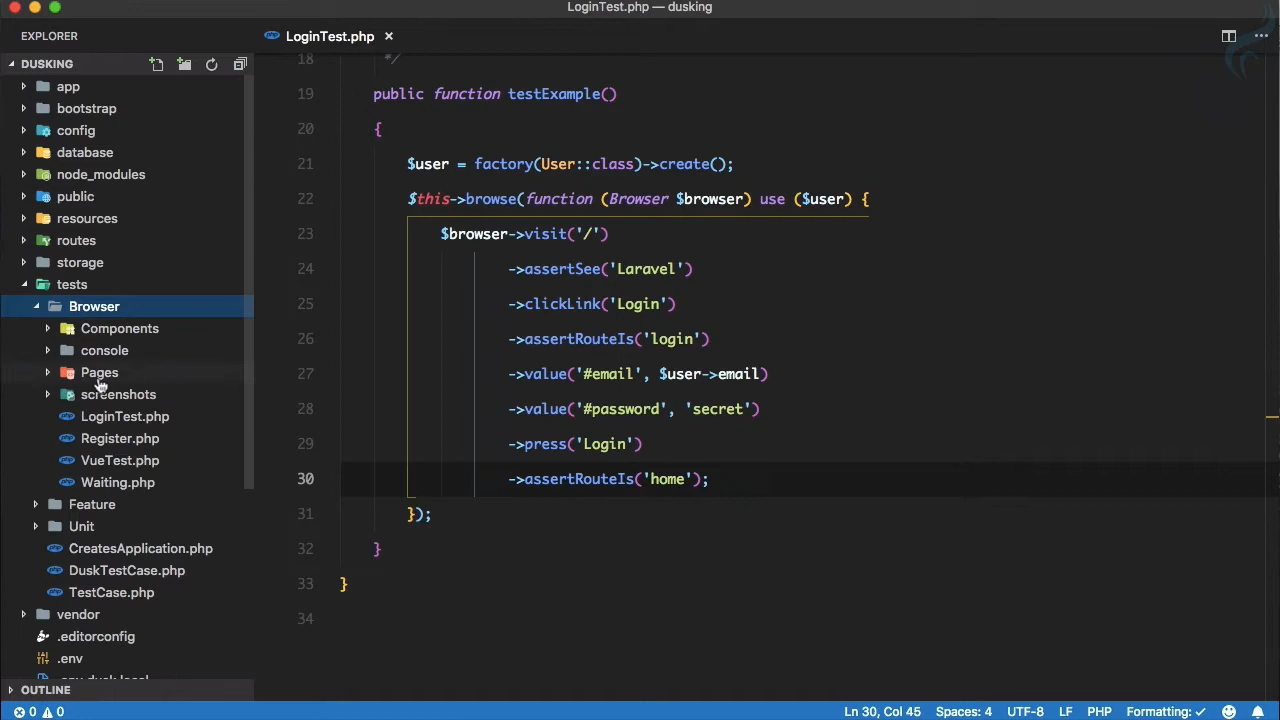 LoginTest.php — dusking
EXPLORER
LoginTest.php
DUSKING
app
bootstrap
config
database
node_modules
public
resources
routes
storage
tests
Browser
Components
console
Pages
screenshots
LoginTest.php
Register.php
VueTest.php
Waiting.php
Feature
Unit
CreatesApplication.php
DuskTestCase.php
TestCase.php
vendor
.editorconfig
.env
.env.dusk.local
OUTLINE
18 */
19 public function testExample()
20 {
21 $user = factory(User::class)->create();
22 $this->browse(function (Browser $browser) use ($user) {
23 $browser->visit('/')
24 ->assertSee('Laravel')
25 ->clickLink('Login')
26 ->assertRouteIs('login')
27 ->value('#email', $user->email)
28 ->value('#password', 'secret')
29 ->press('Login')
30 ->assertRouteIs('home');
31 });
32 }
33 }
34
0 0 Ln 30, Col 45 Spaces: 4 UTF-8 LF PHP Formatting: ✓